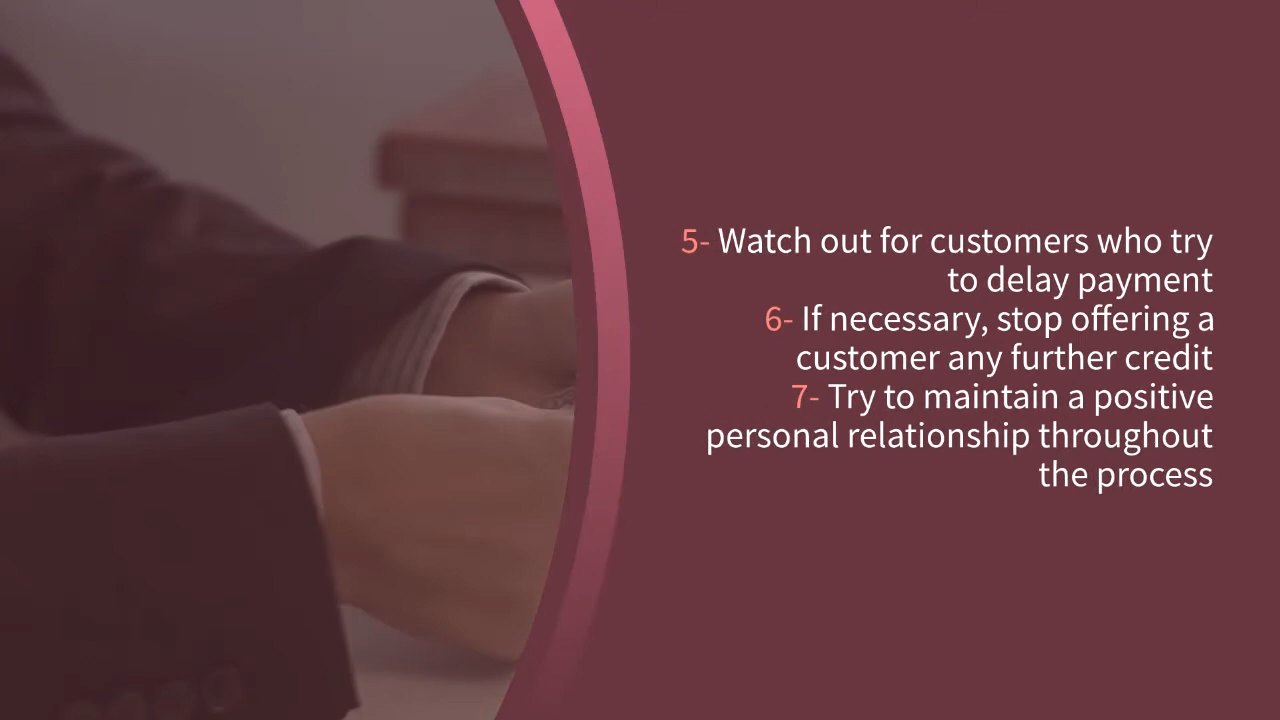 5- Watch out for customers who try
to delay payment
6- If necessary, stop offering a
customer any further credit
7- Try to maintain a positive
personal relationship throughout
the process